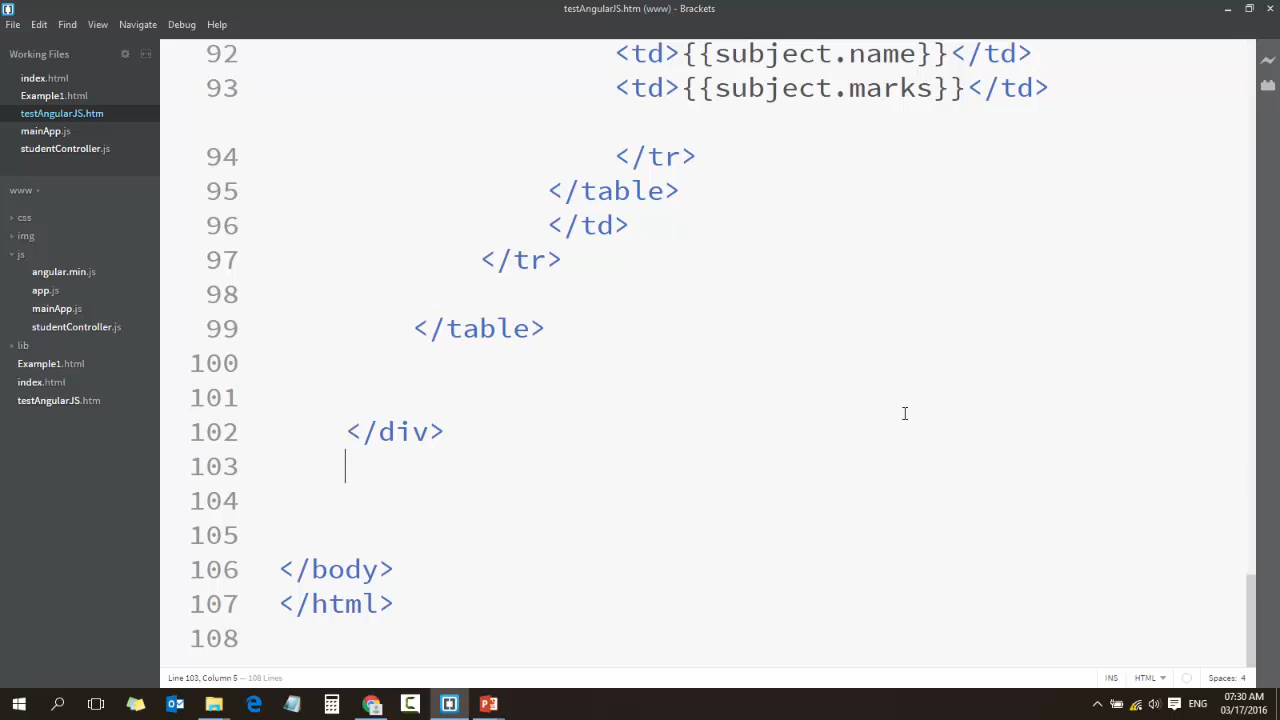 testAngularJS.htm (www) - Brackets
File Edit Find View Navigate Debug Help
Working Files
index.html
Example1.html
testAngularJS.htm
mainApp.js
studentController.js
www
css
img
js
angular.min.js
app.js
mainApp.js
studentController.js
lib
Example1.html
index.html
testAngularJS.htm
92 <td>{{subject.name}}</td>
93 <td>{{subject.marks}}</td>
94 </tr>
95 </table>
96 </td>
97 </tr>
98
99 </table>
100
101
102 </div>
103
104
105
106 </body>
107 </html>
108
Line 103, Column 5 — 108 Lines
INS HTML Spaces: 4
ENG
07:30 AM
03/17/2016